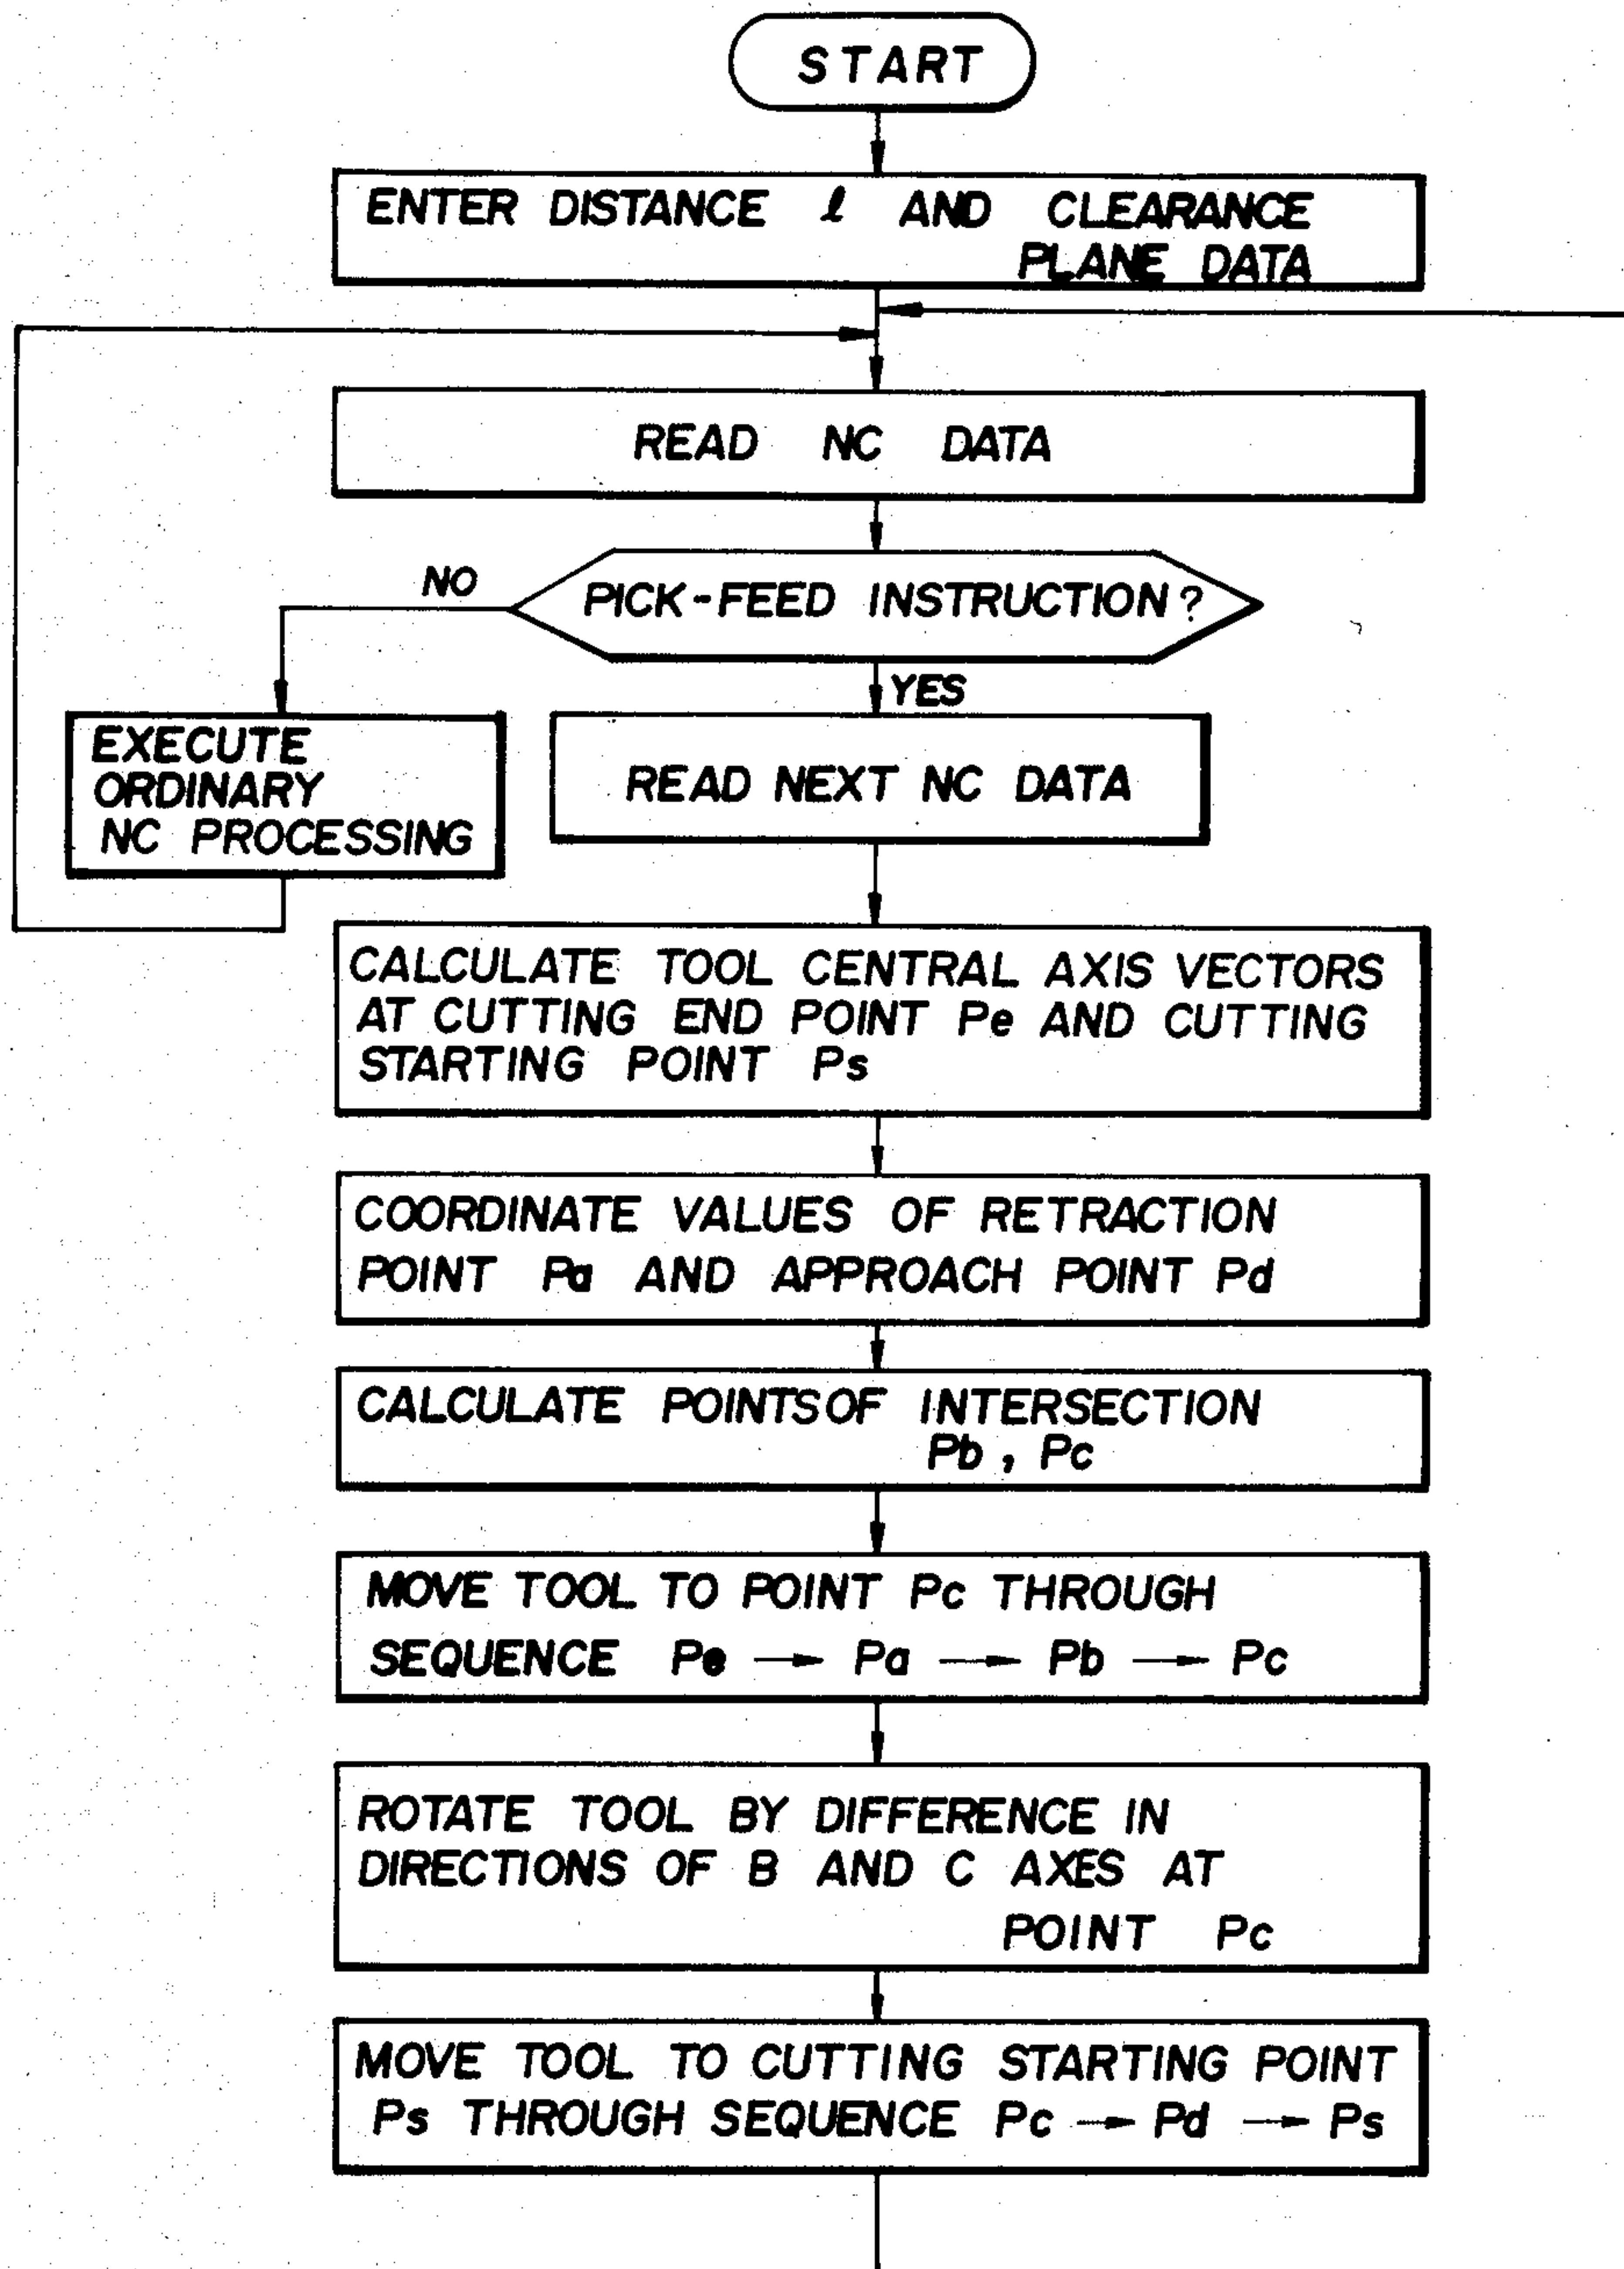 START
ENTER DISTANCE l AND CLEARANCE
PLANE DATA
READ NC DATA
NO
PICK-FEED INSTRUCTION?
YES
EXECUTE
ORDINARY
NC PROCESSING
READ NEXT NC DATA
CALCULATE TOOL CENTRAL AXIS VECTORS
AT CUTTING END POINT Pe AND CUTTING
STARTING POINT Ps
COORDINATE VALUES OF RETRACTION
POINT Pa AND APPROACH POINT Pd
CALCULATE POINTS OF INTERSECTION
Pb, Pc
MOVE TOOL TO POINT Pc THROUGH
SEQUENCE Pe → Pa → Pb → Pc
ROTATE TOOL BY DIFFERENCE IN
DIRECTIONS OF B AND C AXES AT
POINT Pc
MOVE TOOL TO CUTTING STARTING POINT
Ps THROUGH SEQUENCE Pc → Pd → Ps